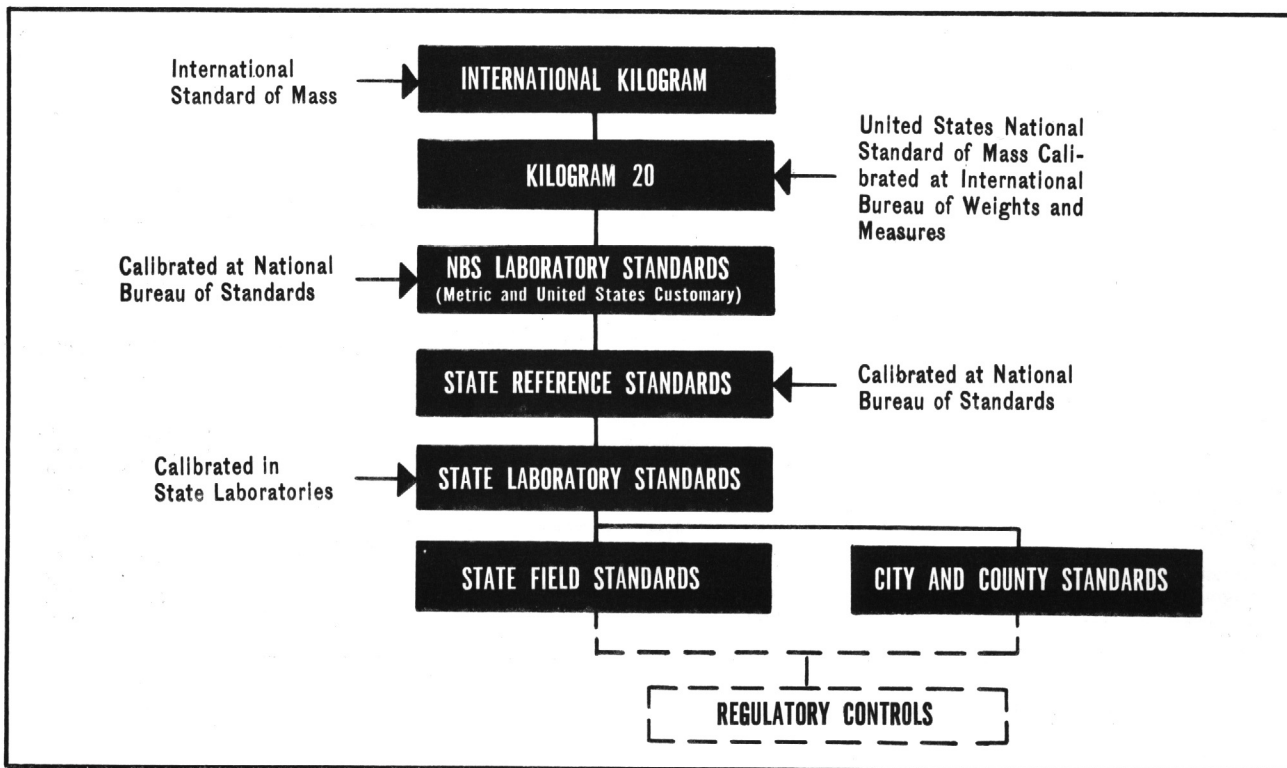 International
Standard of Mass
INTERNATIONAL KILOGRAM
KILOGRAM 20
United States National
Standard of Mass Cali-
brated at International
Bureau of Weights and
Measures
Calibrated at National
Bureau of Standards
NBS LABORATORY STANDARDS
(Metric and United States Customary)
STATE REFERENCE STANDARDS
Calibrated at National
Bureau of Standards
Calibrated in
State Laboratories
STATE LABORATORY STANDARDS
STATE FIELD STANDARDS
CITY AND COUNTY STANDARDS
REGULATORY CONTROLS